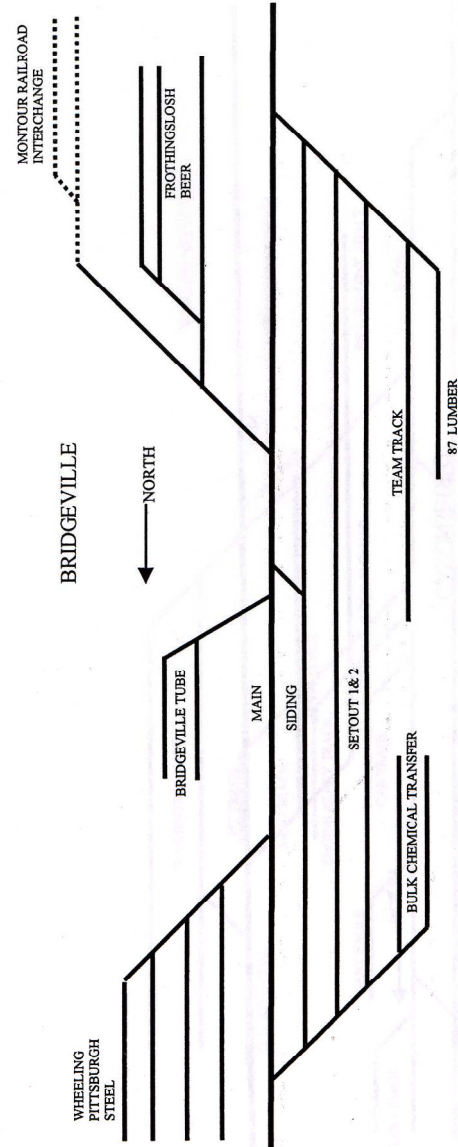 BRIDGEVILLE
NORTH
WHEELING
PITTSBURGH
STEEL
BRIDGEVILLE TUBE
FROTHINGSLOSH
BEER
MONTOUR RAILROAD
INTERCHANGE
MAIN
SIDING
SETOUT 1& 2
TEAM TRACK
BULK CHEMICAL TRANSFER
87 LUMBER